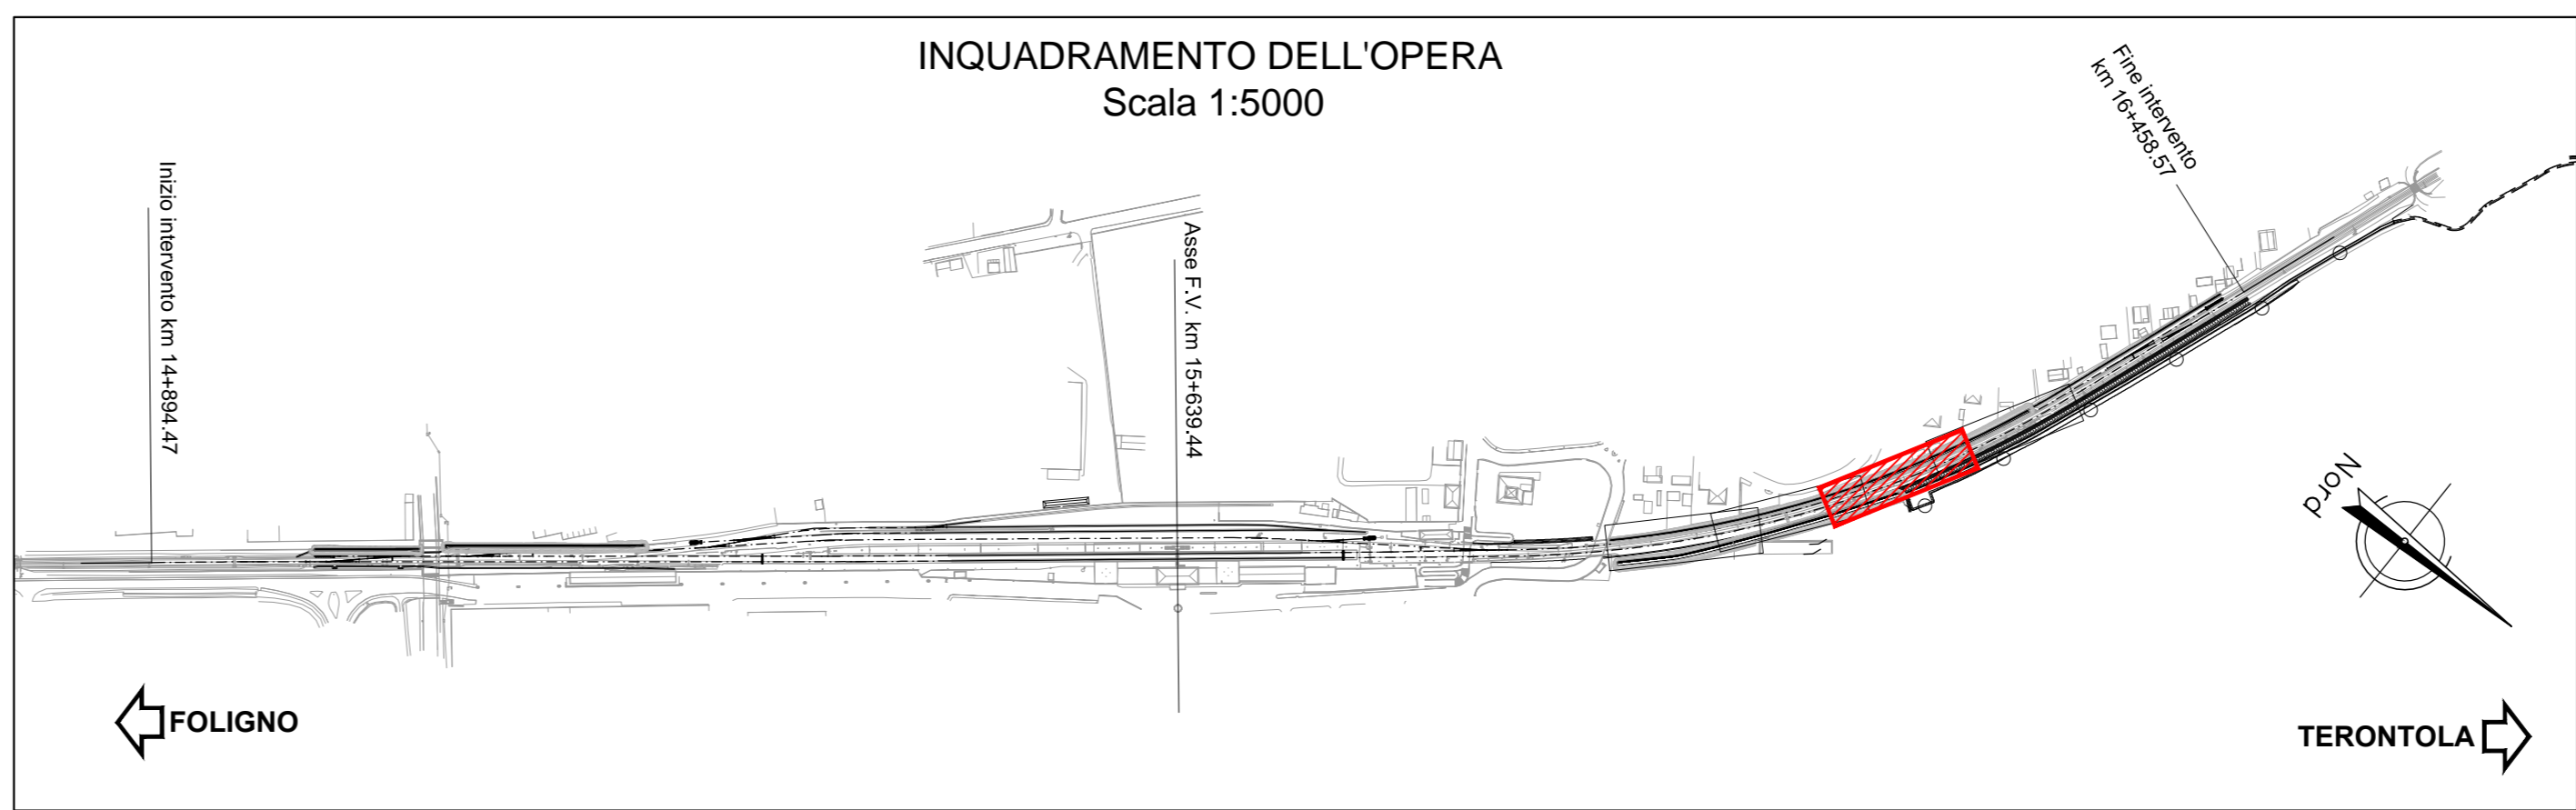 INQUADRAMENTO DELL'OPERA
Scala 1:5000
Inizio intervento km 14+894.47
Asse F.V. km 15+639.44
Fine intervento
km 16+458.57
Nord
FOLIGNO
TERONTOLA